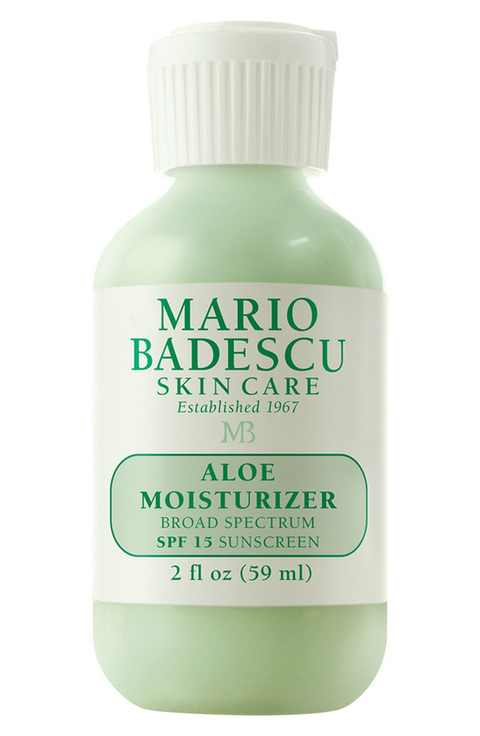 MARIO
BADESCU
SKIN CARE
Established 1967
MB
ALOE
MOISTURIZER
BROAD SPECTRUM
SPF 15 SUNSCREEN
2 fl oz (59 ml)